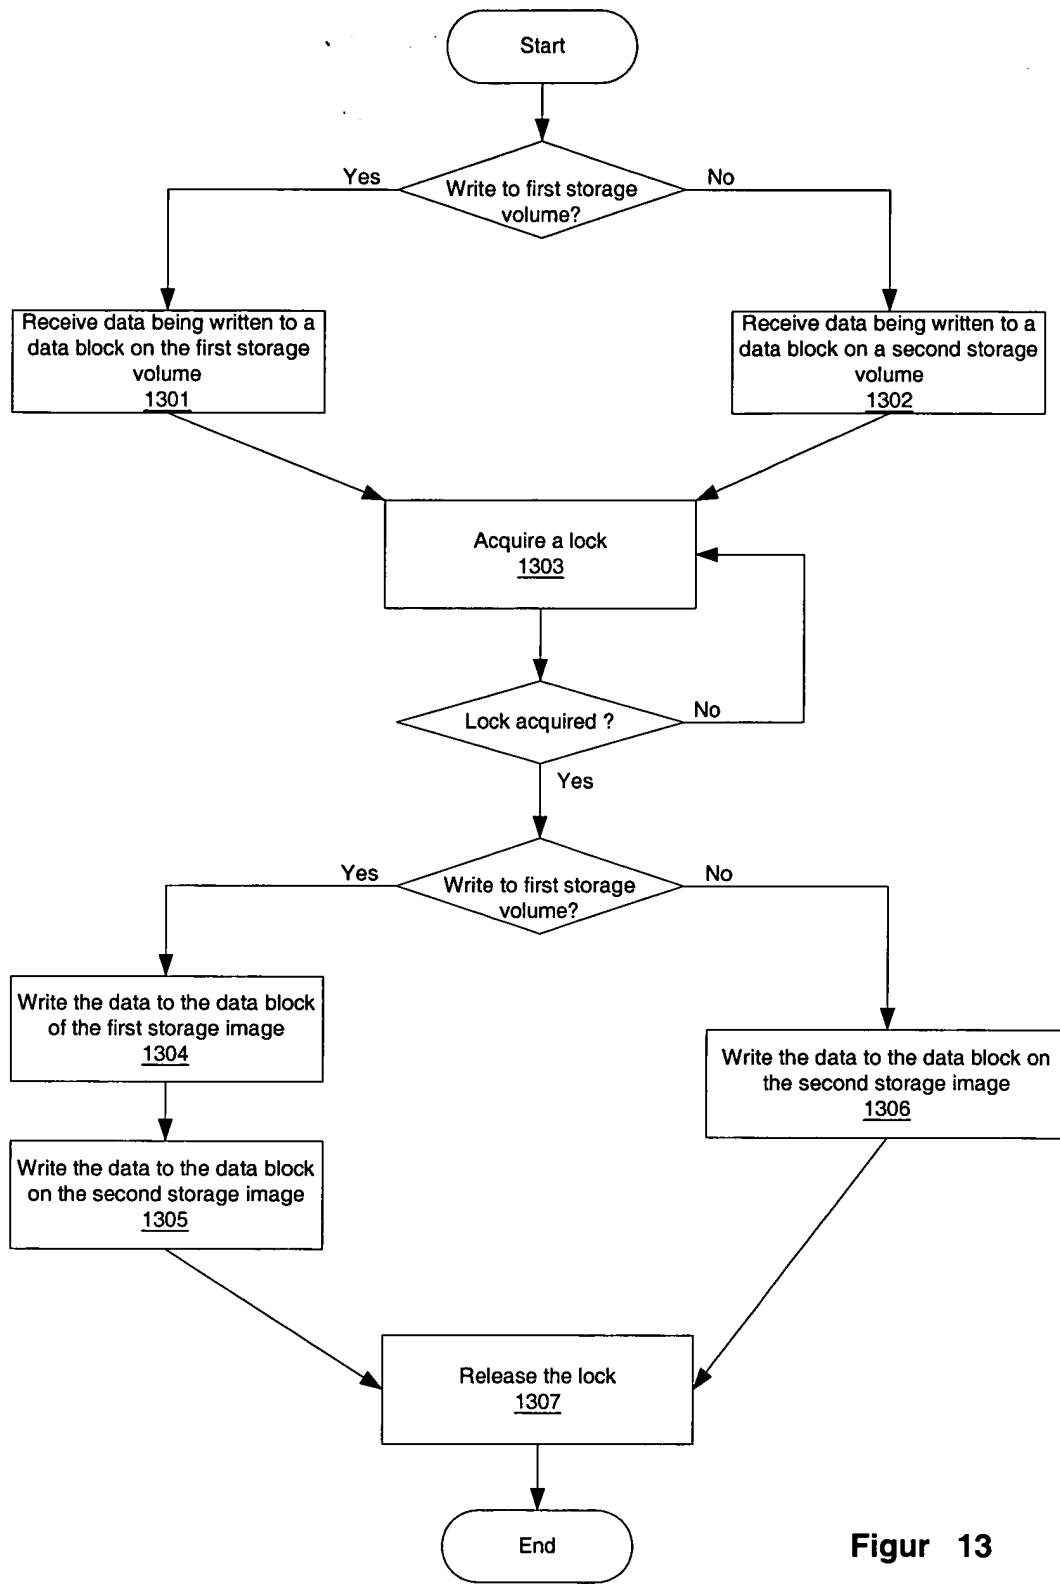 Start
Write to first storage
volume?
Yes
No
Receive data being written to a
data block on the first storage
volume
1301
Receive data being written to a
data block on a second storage
volume
1302
Acquire a lock
1303
Lock acquired ?
No
Yes
Write to first storage
volume?
Yes
No
Write the data to the data block
of the first storage image
1304
Write the data to the data block on
the second storage image
1306
Write the data to the data block
on the second storage image
1305
Release the lock
1307
End
Figur 13